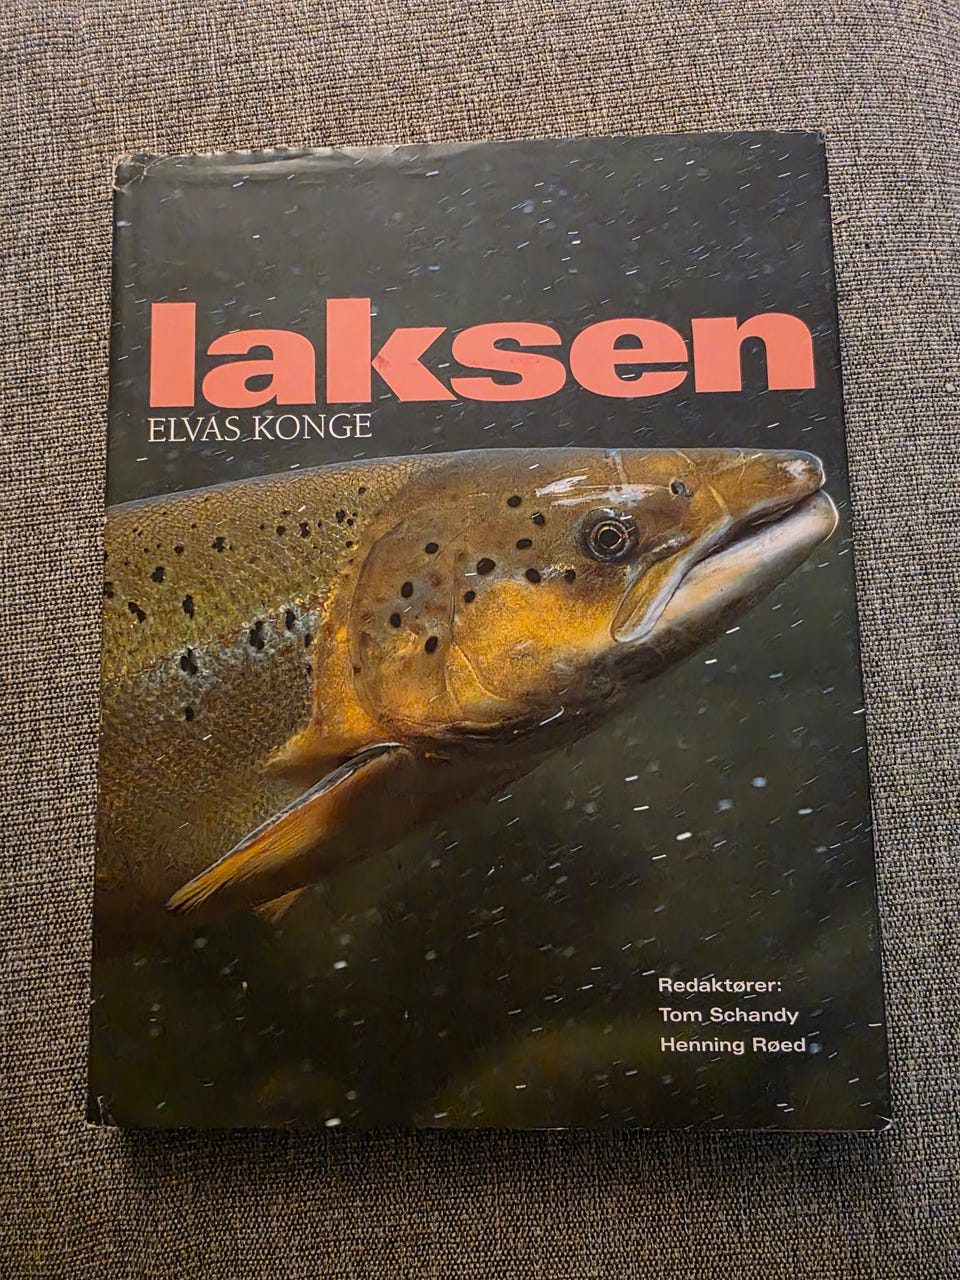 laksen
ELVAS KONGE
Redaktører:
Tom Schandy
Henning Røed